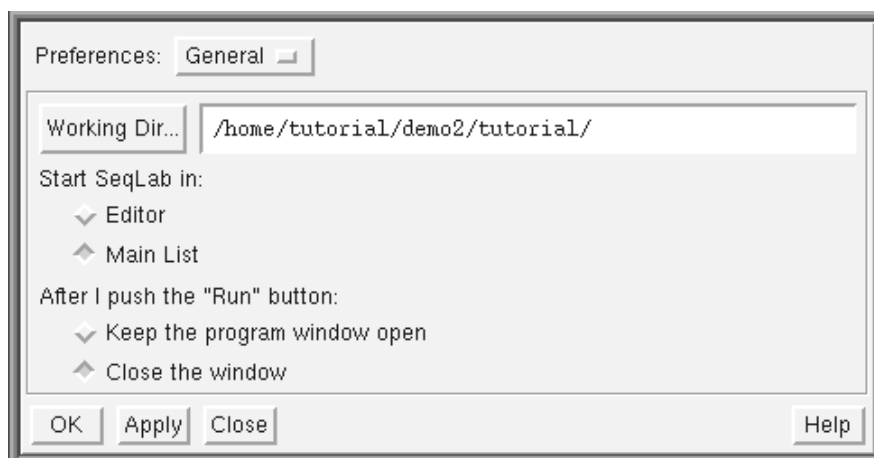 Preferences: General
Working Dir... /home/tutorial/demo2/tutorial/
Start SeqLab in:
Editor
Main List
After I push the "Run" button:
Keep the program window open
Close the window
OK Apply Close Help